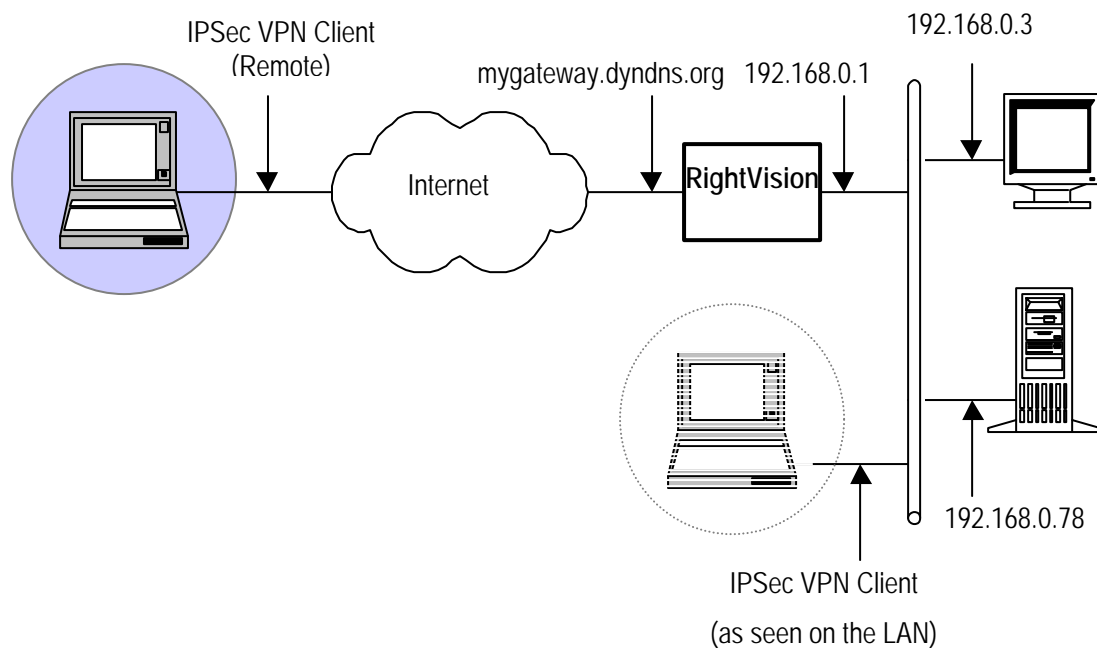 IPSec VPN Client
(Remote)
mygateway.dyndns.org
192.168.0.1
192.168.0.3
Internet
RightVision
192.168.0.78
IPSec VPN Client
(as seen on the LAN)